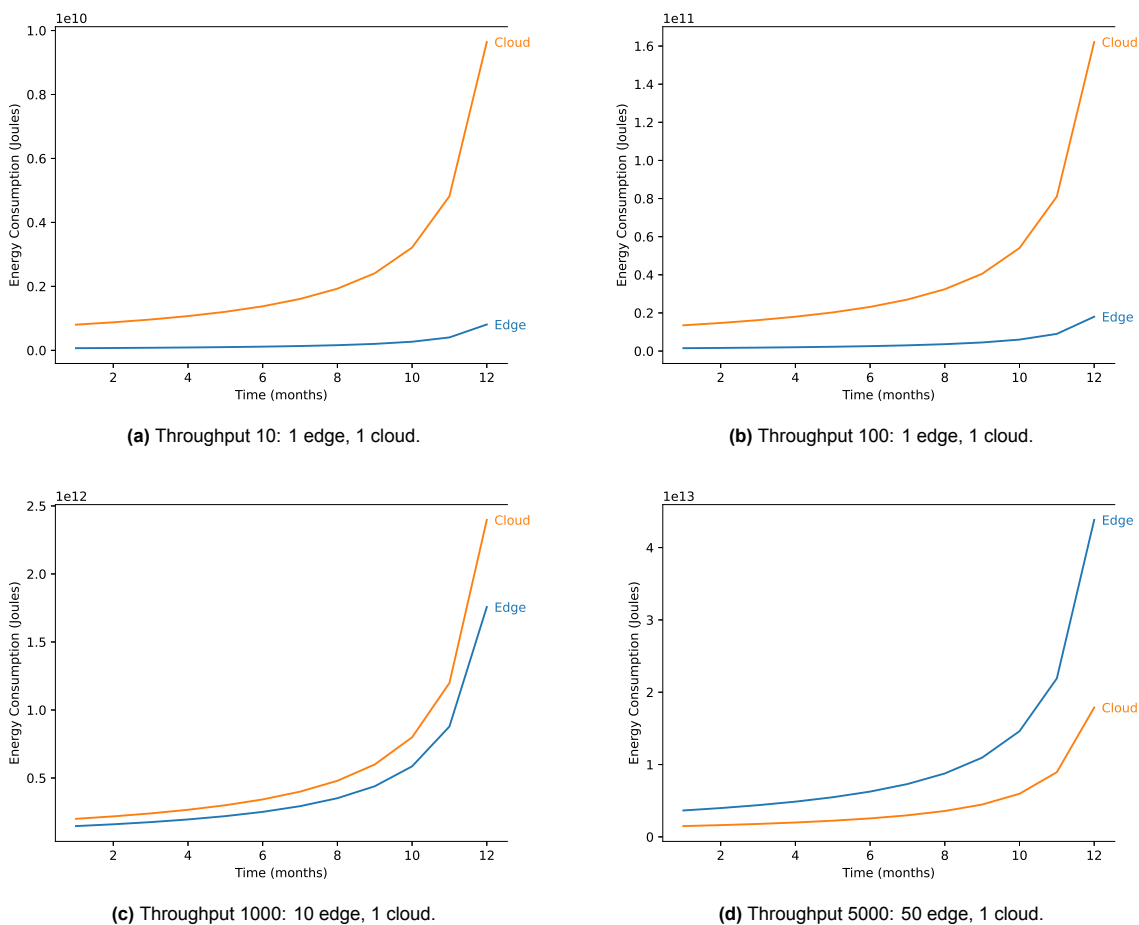 1e10
Energy Consumption (Joules)
1.0
0.8
0.6
0.4
0.2
0.0
Cloud
Edge
2 4 6 8 10 12
Time (months)
(a) Throughput 10: 1 edge, 1 cloud.
1e11
Energy Consumption (Joules)
1.6
1.4
1.2
1.0
0.8
0.6
0.4
0.2
0.0
Cloud
Edge
2 4 6 8 10 12
Time (months)
(b) Throughput 100: 1 edge, 1 cloud.
1e12
Energy Consumption (Joules)
2.5
2.0
1.5
1.0
0.5
Cloud
Edge
2 4 6 8 10 12
Time (months)
(c) Throughput 1000: 10 edge, 1 cloud.
1e13
Energy Consumption (Joules)
4
3
2
1
0
Edge
Cloud
2 4 6 8 10 12
Time (months)
(d) Throughput 5000: 50 edge, 1 cloud.